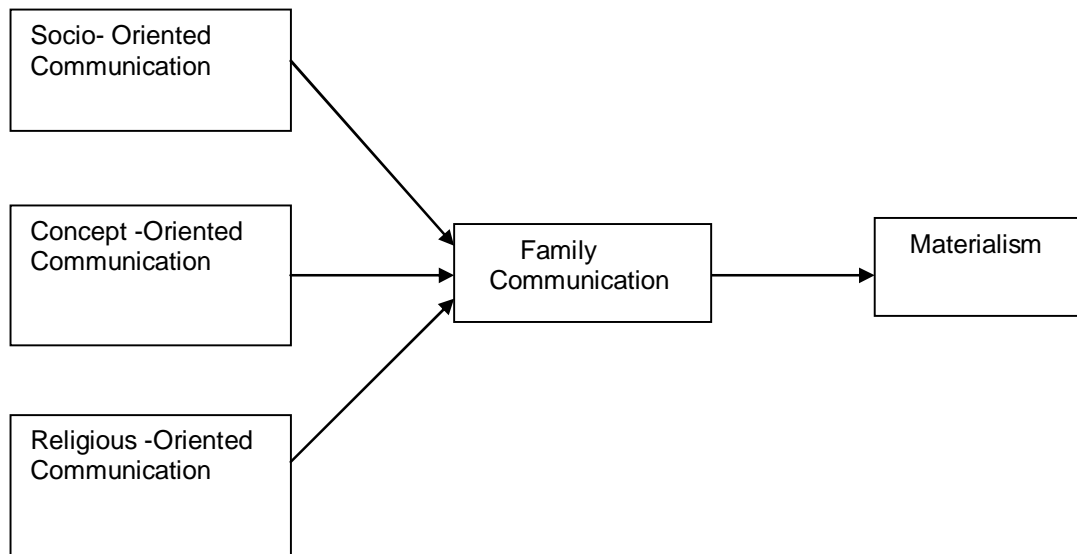 Socio- Oriented
Communication
Concept -Oriented
Communication
Religious -Oriented
Communication
Family
Communication
Materialism